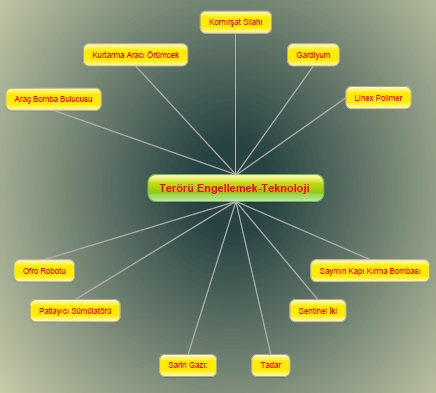 Kornırşat Silahı
Kurtarma Aracı Örümcek
Gardiyum
Araç Bomba Bulucusu
Linex Polimer
Terörü Engellemek-Teknoloji
Ofro Robotu
Saymın Kapı Kırma Bombası
Patlayıcı Sümülatörü
Sentinel İki
Sarin Gazı:
Tadar